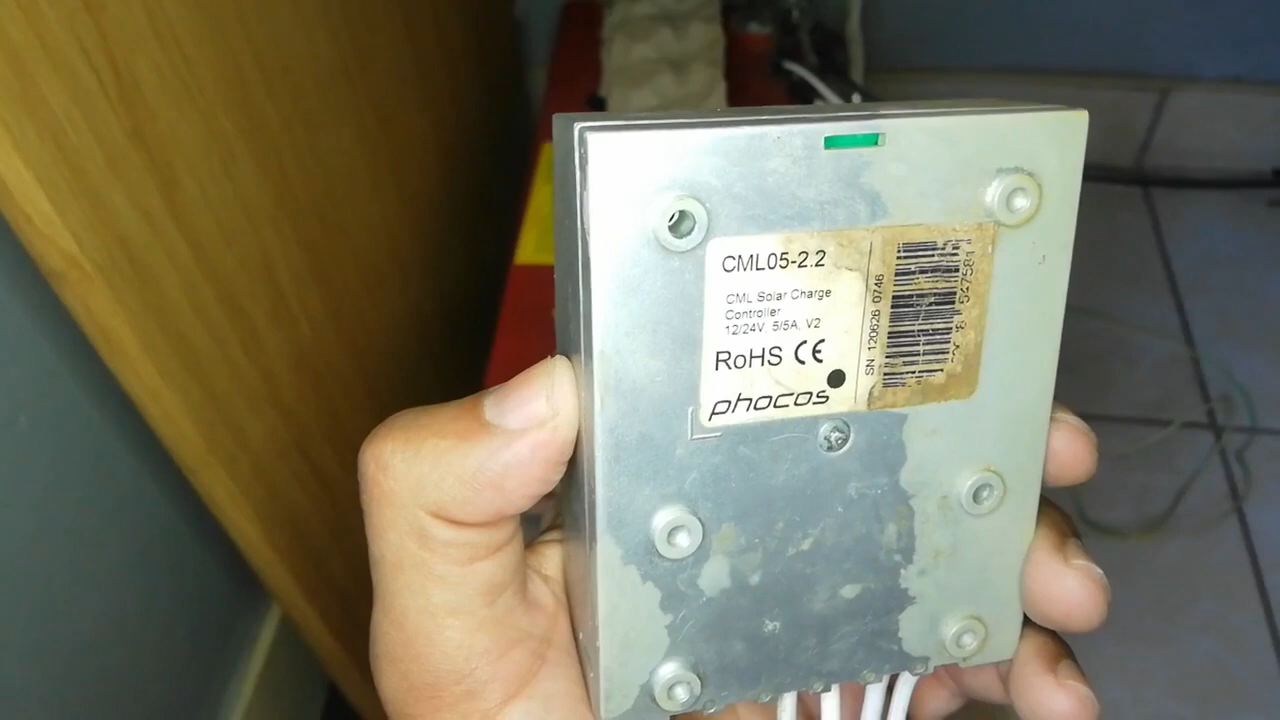 CML05-2.2
CML Solar Charge
Controller
12/24V, 5/5A, V2
RoHS CE
phocos
SN 120626 0746